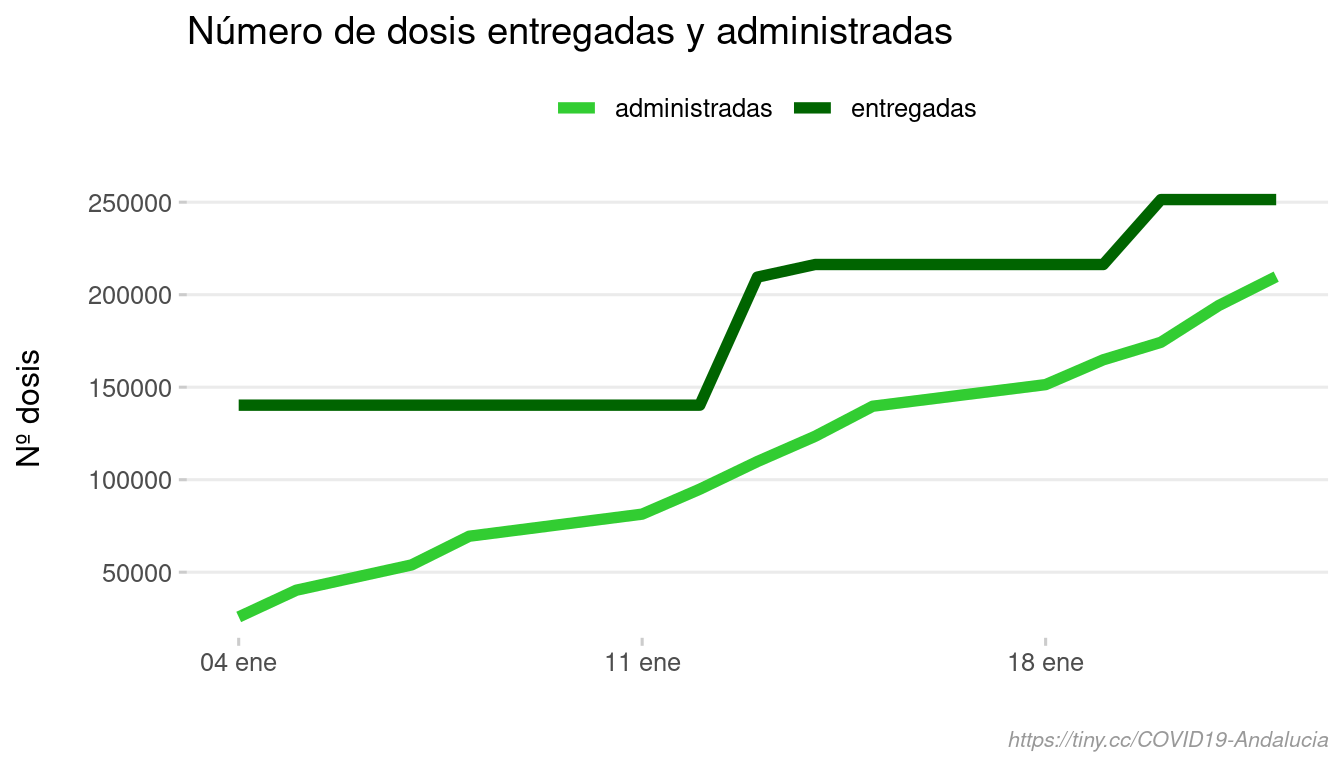 Número de dosis entregadas y administradas
administradas entregadas
250000
200000
150000
100000
50000
Nº dosis
04 ene 11 ene 18 ene
https://tiny.cc/COVID19-Andalucia